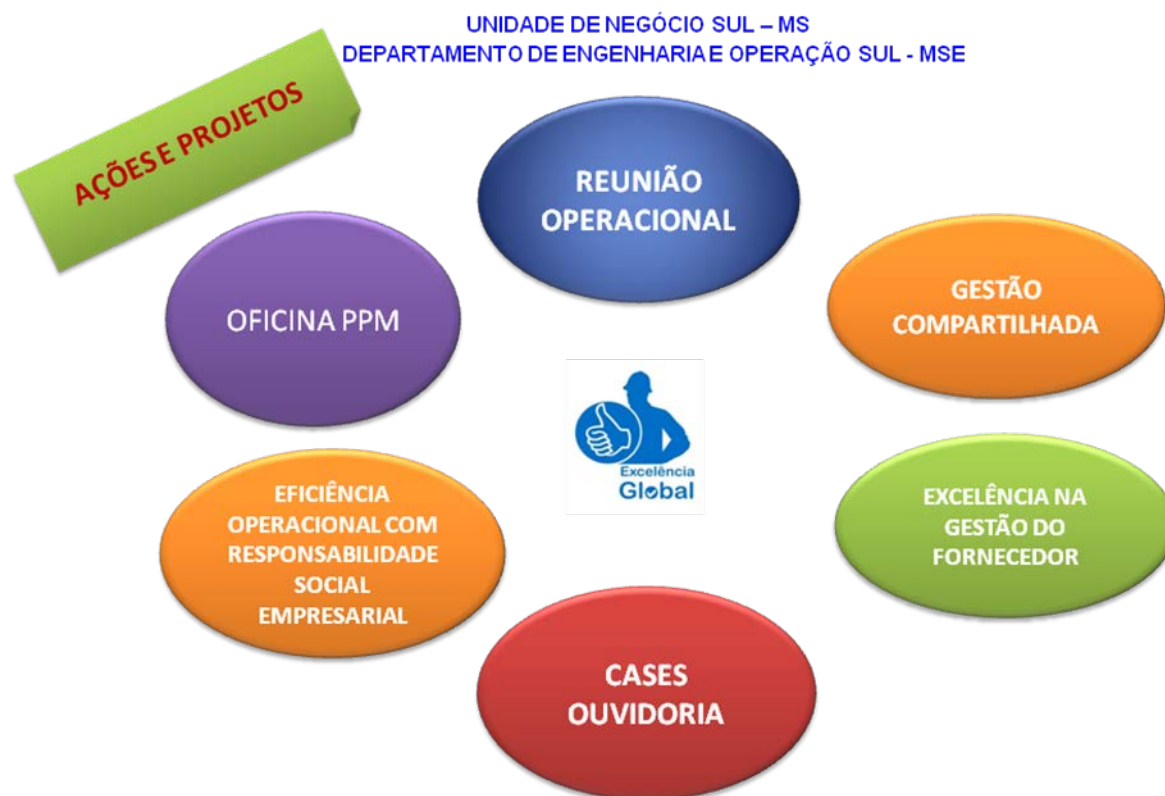 UNIDADE DE NEGÓCIO SUL – MS
DEPARTAMENTO DE ENGENHARIA E OPERAÇÃO SUL - MSE
AÇÕES E PROJETOS
REUNIÃO
OPERACIONAL
OFICINA PPM
GESTÃO
COMPARTILHADA
Excelência
Global
EFICIÊNCIA
OPERACIONAL COM
RESPONSABILIDADE
SOCIAL
EMPRESARIAL
EXCELÊNCIA NA
GESTÃO DO
FORNECEDOR
CASES
OUVIDORIA